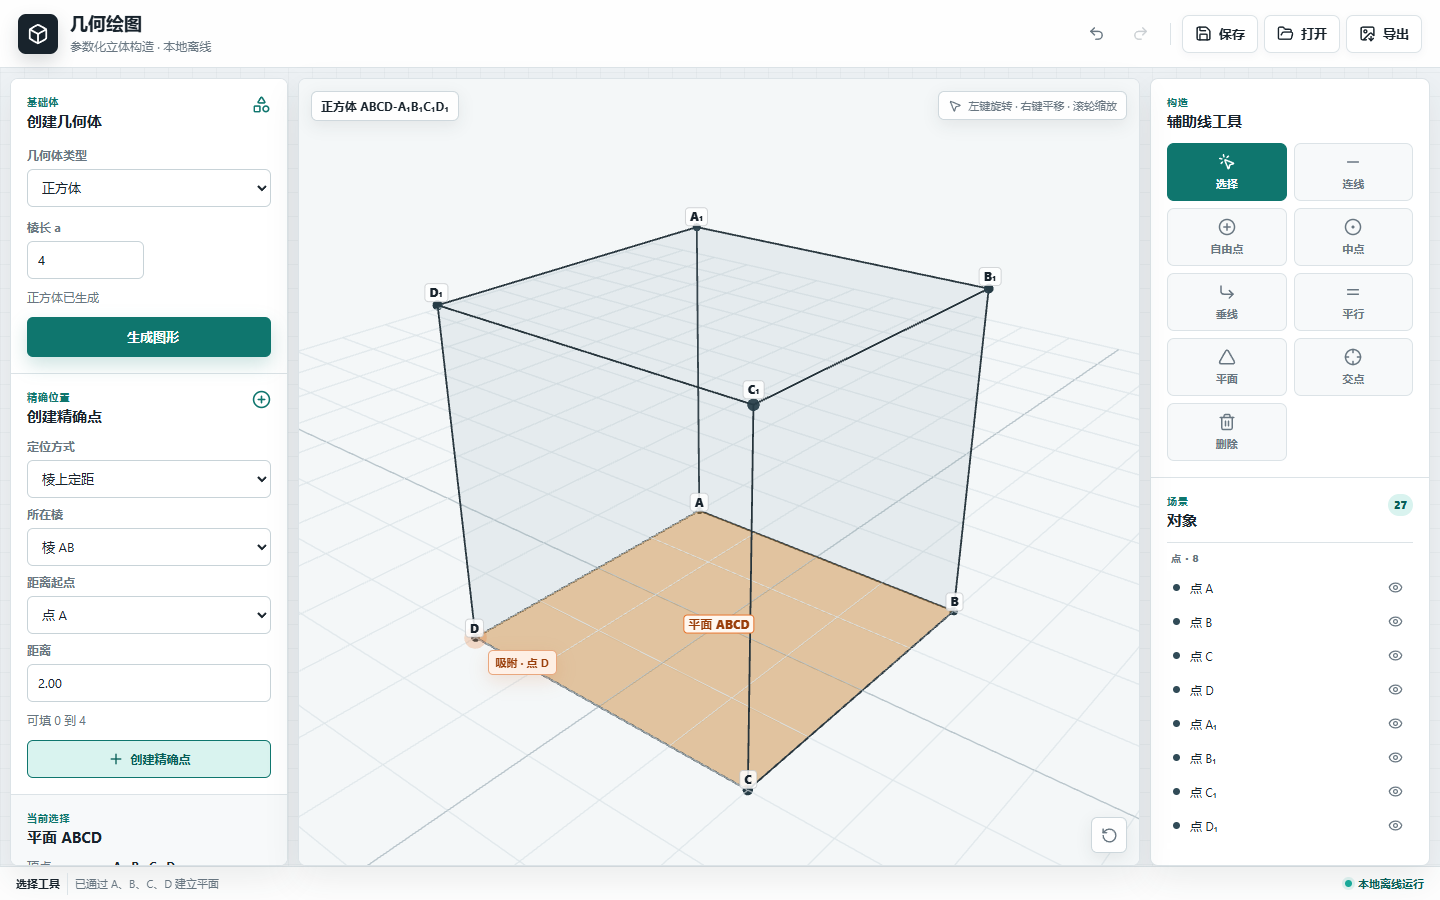 几何绘图
参数化立体构造 · 本地离线
保存
打开
导出
基础体
创建几何体
几何体类型
正方体
棱长 a
4
正方体已生成
生成图形
精确位置
创建精确点
定位方式
棱上定距
所在棱
棱 AB
距离起点
点 A
距离
2.00
可填 0 到 4
创建精确点
当前选择
平面 ABCD
正方体 ABCD-A₁B₁C₁D₁
左键旋转 · 右键平移 · 滚轮缩放
A₁
B₁
D₁
C₁
A
B
D
平面 ABCD
吸附 · 点 D
C
构造
辅助线工具
选择
连线
自由点
中点
垂线
平行
平面
交点
删除
场景
对象
27
点 · 8
点 A
点 B
点 C
点 D
点 A₁
点 B₁
点 C₁
点 D₁
选择工具
已通过 A、B、C、D 建立平面
本地离线运行